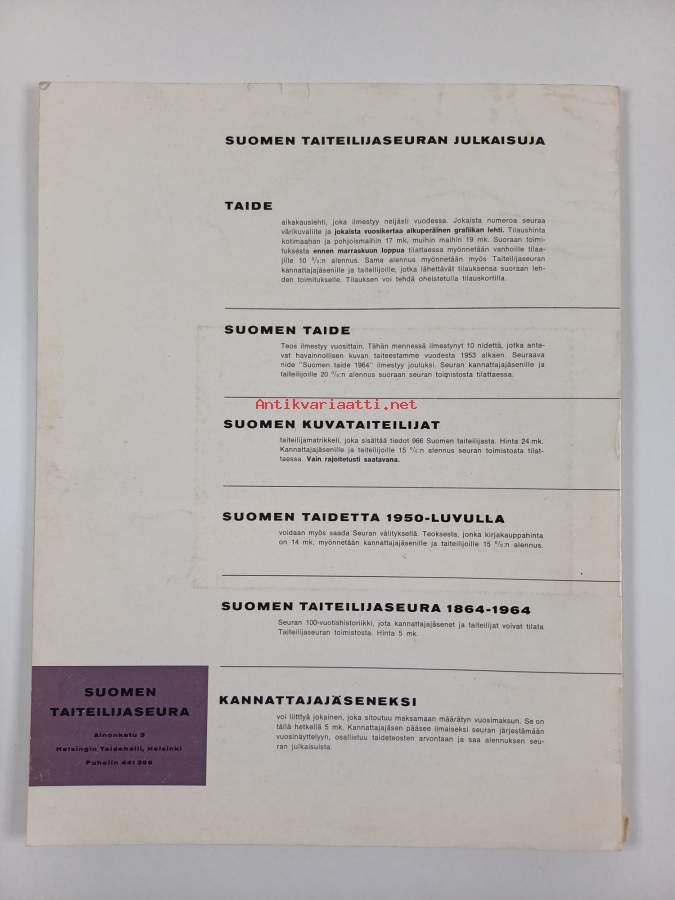 SUOMEN TAITEILIJASEURAN JULKAISUJA
TAIDE
aikakauslehti, joka ilmestyy neljästi vuodessa. Jokaista numeroa seuraa
värikuvaliite ja jokaista vuosikertaa alkuperäinen grafiikan lehti. Tilaushinta
kotimaahan ja pohjoismaihin 17 mk, muihin maihin 19 mk. Suoraan toimi-
tuksesta ennen marraskuun loppua tilattaessa myönnetään vanhoille tilaa-
jille 10 %:n alennus. Sama alennus myönnetään myös Taiteilijaseuran
kannattajajäsenille ja taiteilijoille, jotka lähettävät tilauksensa suoraan leh-
den toimitukselle. Tilauksen voi tehdä oheistetulla tilauskortilla.
SUOMEN TAIDE
Teos ilmestyy vuosittain. Tähän mennessä ilmestynyt 10 nidettä, jotka anta-
vat havainnollisen kuvan taiteestamme vuodesta 1953 alkaen. Seuraava
nide "Suomen taide 1964" ilmestyy jouluksi. Seuran kannattajajäsenille ja
taiteilijoille 20 %:n alennus suoraan seuran toimistosta tilattaessa.
Antikvariaatti.net
SUOMEN KUVATAITEILIJAT
taiteilijamatrikkeli, joka sisältää tiedot 966 Suomen taiteilijasta. Hinta 24 mk.
Kannattajajäsenille ja taiteilijoille 15 %:n alennus seuran toimistosta tilat-
taessa. Vain rajoitetusti saatavana.
SUOMEN TAIDETTA 1950-LUVULLA
voidaan myös saada Seuran välityksellä. Teoksesta, jonka kirjakauppahinta
on 14 mk, myönnetään kannattajajäsenille ja taiteilijoille 15 %:n alennus.
SUOMEN TAITEILIJASEURA 1864-1964
Seuran 100-vuotishistoriikki, jota kannattajajäsenet ja taiteilijat voivat tilata
Taiteilijaseuran toimistosta. Hinta 5 mk.
KANNATTAJAJÄSENEKSI
voi liittyä jokainen, joka sitoutuu maksamaan määrätyn vuosimaksun. Se on
tällä hetkellä 5 mk. Kannattajajäsen pääsee ilmaiseksi seuran järjestämään
vuosinäyttelyyn, osallistuu taideteosten arvontaan ja saa alennuksen seu-
ran julkaisuista.
SUOMEN
TAITEILIJASEURA
Ainonkatu 3
Helsingin Taidehalli, Helsinki
Puhelin 441 396